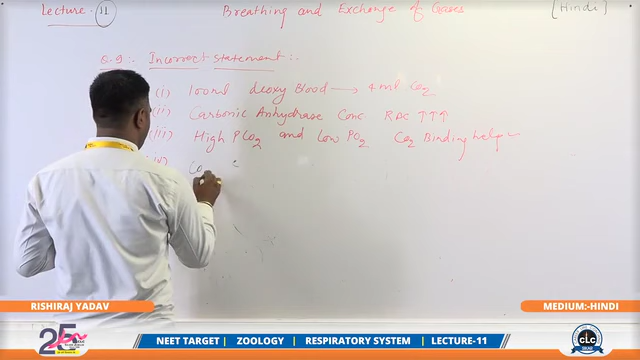 Lecture - 11 Breathing and Exchange of Gases [Hindi]
Q.9 :- Incorrect statement :-
(i) 100ml deoxy Blood → 4ml CO2
(ii) Carbonic Anhydrase Conc. RBC ↑↑↑
(iii) High PCO2 and Low PO2 CO2 Binding help
(iv) Co
RISHIRAJ YADAV MEDIUM:-HINDI
25
NEET TARGET | ZOOLOGY | RESPIRATORY SYSTEM | LECTURE-11
CLC